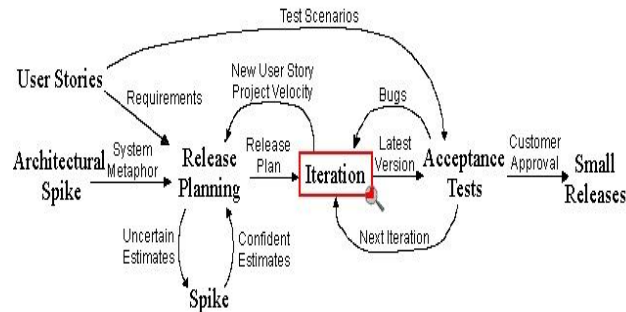 Test Scenarios
User Stories
Requirements
New User Story
Project Velocity
Bugs
Architectural
Spike
System
Metaphor
Release
Planning
Release
Plan
Iteration
Latest
Version
Acceptance
Tests
Customer
Approval
Small
Releases
Uncertain
Estimates
Confident
Estimates
Next Iteration
Spike